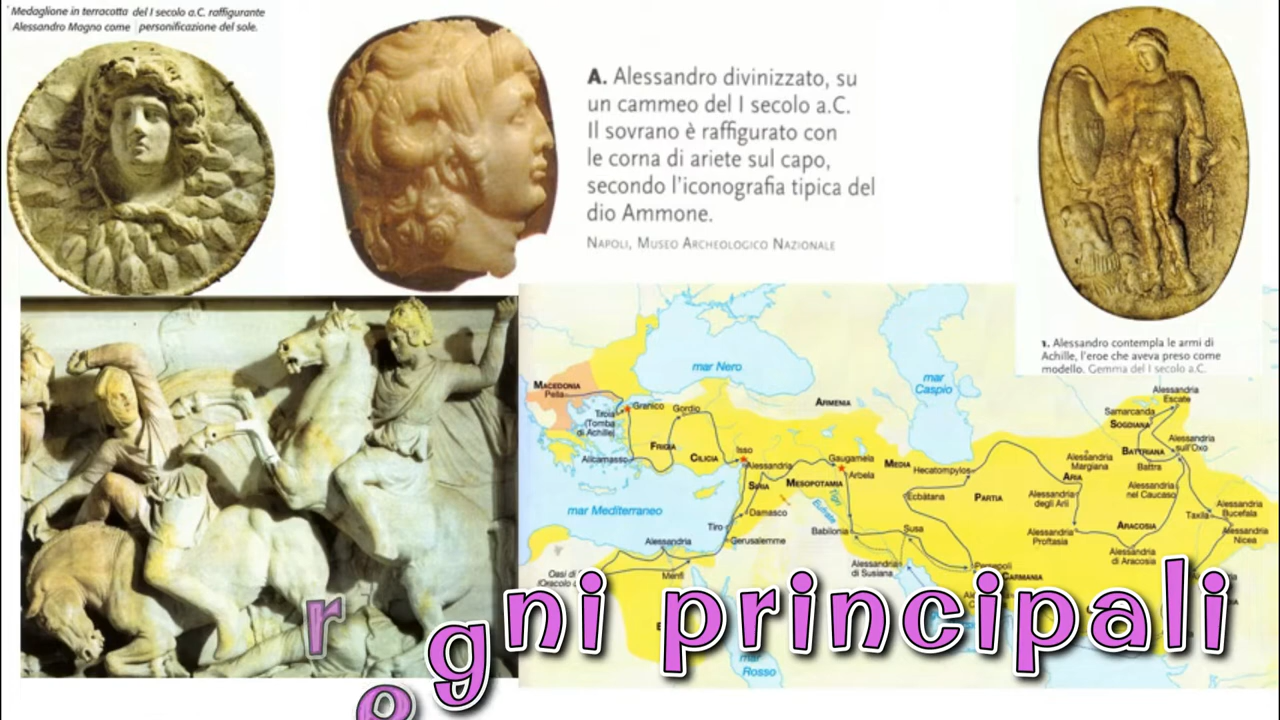 Medaglione in terracotta del I secolo a.C. raffigurante
Alessandro Magno come personificazione del sole.
A. Alessandro divinizzato, su
un cammeo del I secolo a.C.
Il sovrano è raffigurato con
le corna di ariete sul capo,
secondo l'iconografia tipica del
dio Ammone.
NAPOLI, MUSEO ARCHEOLOGICO NAZIONALE
1. Alessandro contempla le armi di
Achille, l'eroe che aveva preso come
modello. Gemma del I secolo a.C.
mar Nero
mar
Caspio
MACEDONIA
Pella
Troia
(Tomba
di Achille)
Granico
Gordio
ARMENIA
FRIGIA
CILICIA
Alicarnasso
Isso
Alessandria
SIRIA
MESOPOTAMIA
Gaugamela
Arbela
MEDIA
Hecatompylos
Ecbàtana
PARTIA
Alessandria
Escate
Samarcanda
SOGDIANA
Alessandria
sull'Oxo
BATTRIANA
Battra
Alessandria
Margiana
ARIA
Alessandria
nel Caucaso
Alessandria
degli Arii
Alessandria
Proftasia
ARACOSIA
Alessandria
di Aracosia
Taxila
Alessandria
Bucefala
Alessandria
Nicea
mar Mediterraneo
Damasco
Tiro
Gerusalemme
Tigri
Eufrate
Babilonia
Susa
Alessandria
di Susiana
Persepoli
CARMANIA
Alessandria
Menfi
Oasi di
(Oracolo
mar
Rosso
regni principali